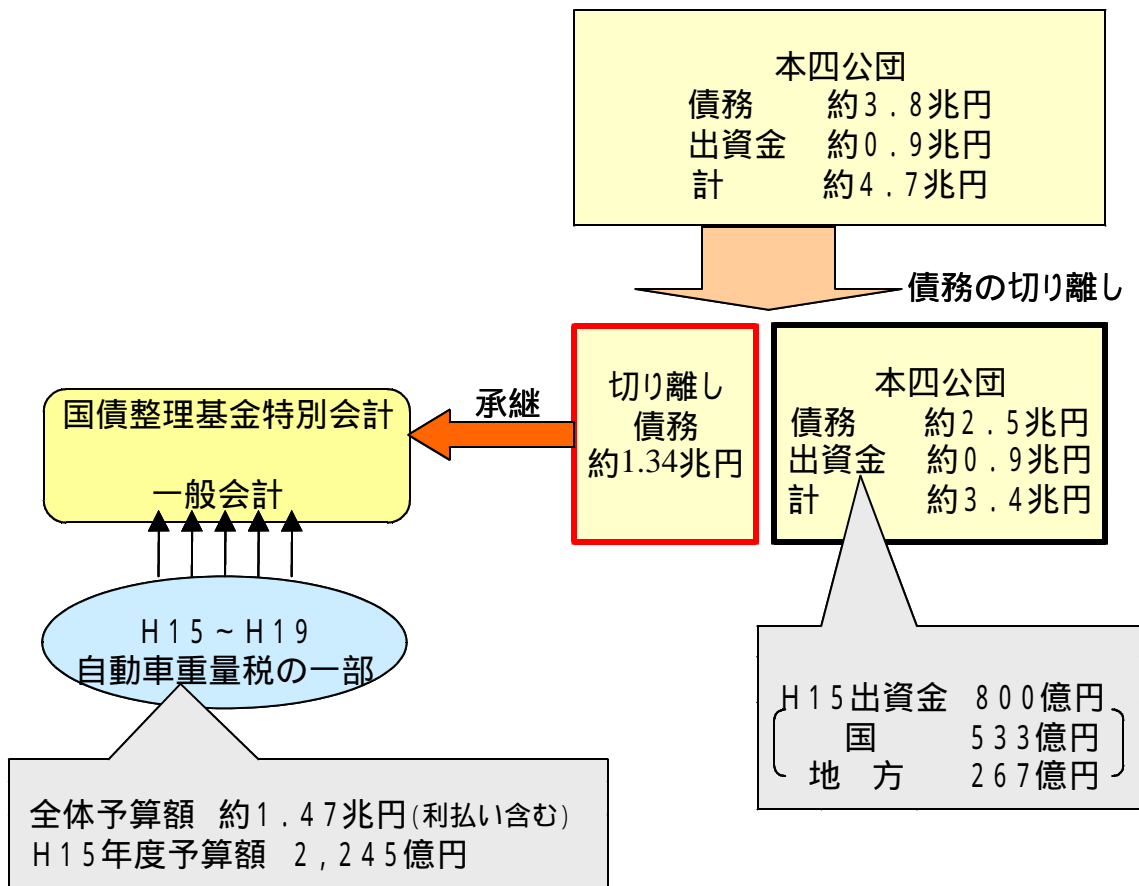 本四公団
債務 約3.8兆円
出資金 約0.9兆円
計 約4.7兆円
債務の切り離し
切り離し
債務
約1.34兆円
本四公団
債務 約2.5兆円
出資金 約0.9兆円
計 約3.4兆円
承継
国債整理基金特別会計
一般会計
H15~H19
自動車重量税の一部
H15出資金 800億円
国 533億円
地方 267億円
全体予算額 約1.47兆円(利払い含む)
H15年度予算額 2,245億円